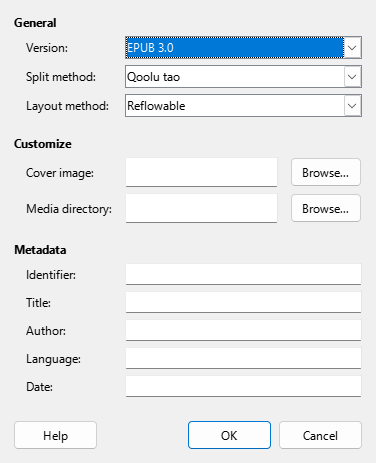 General
Version: EPUB 3.0
Split method: Qoolu tao
Layout method: Reflowable
Customize
Cover image: Browse...
Media directory: Browse...
Metadata
Identifier:
Title:
Author:
Language:
Date:
Help OK Cancel